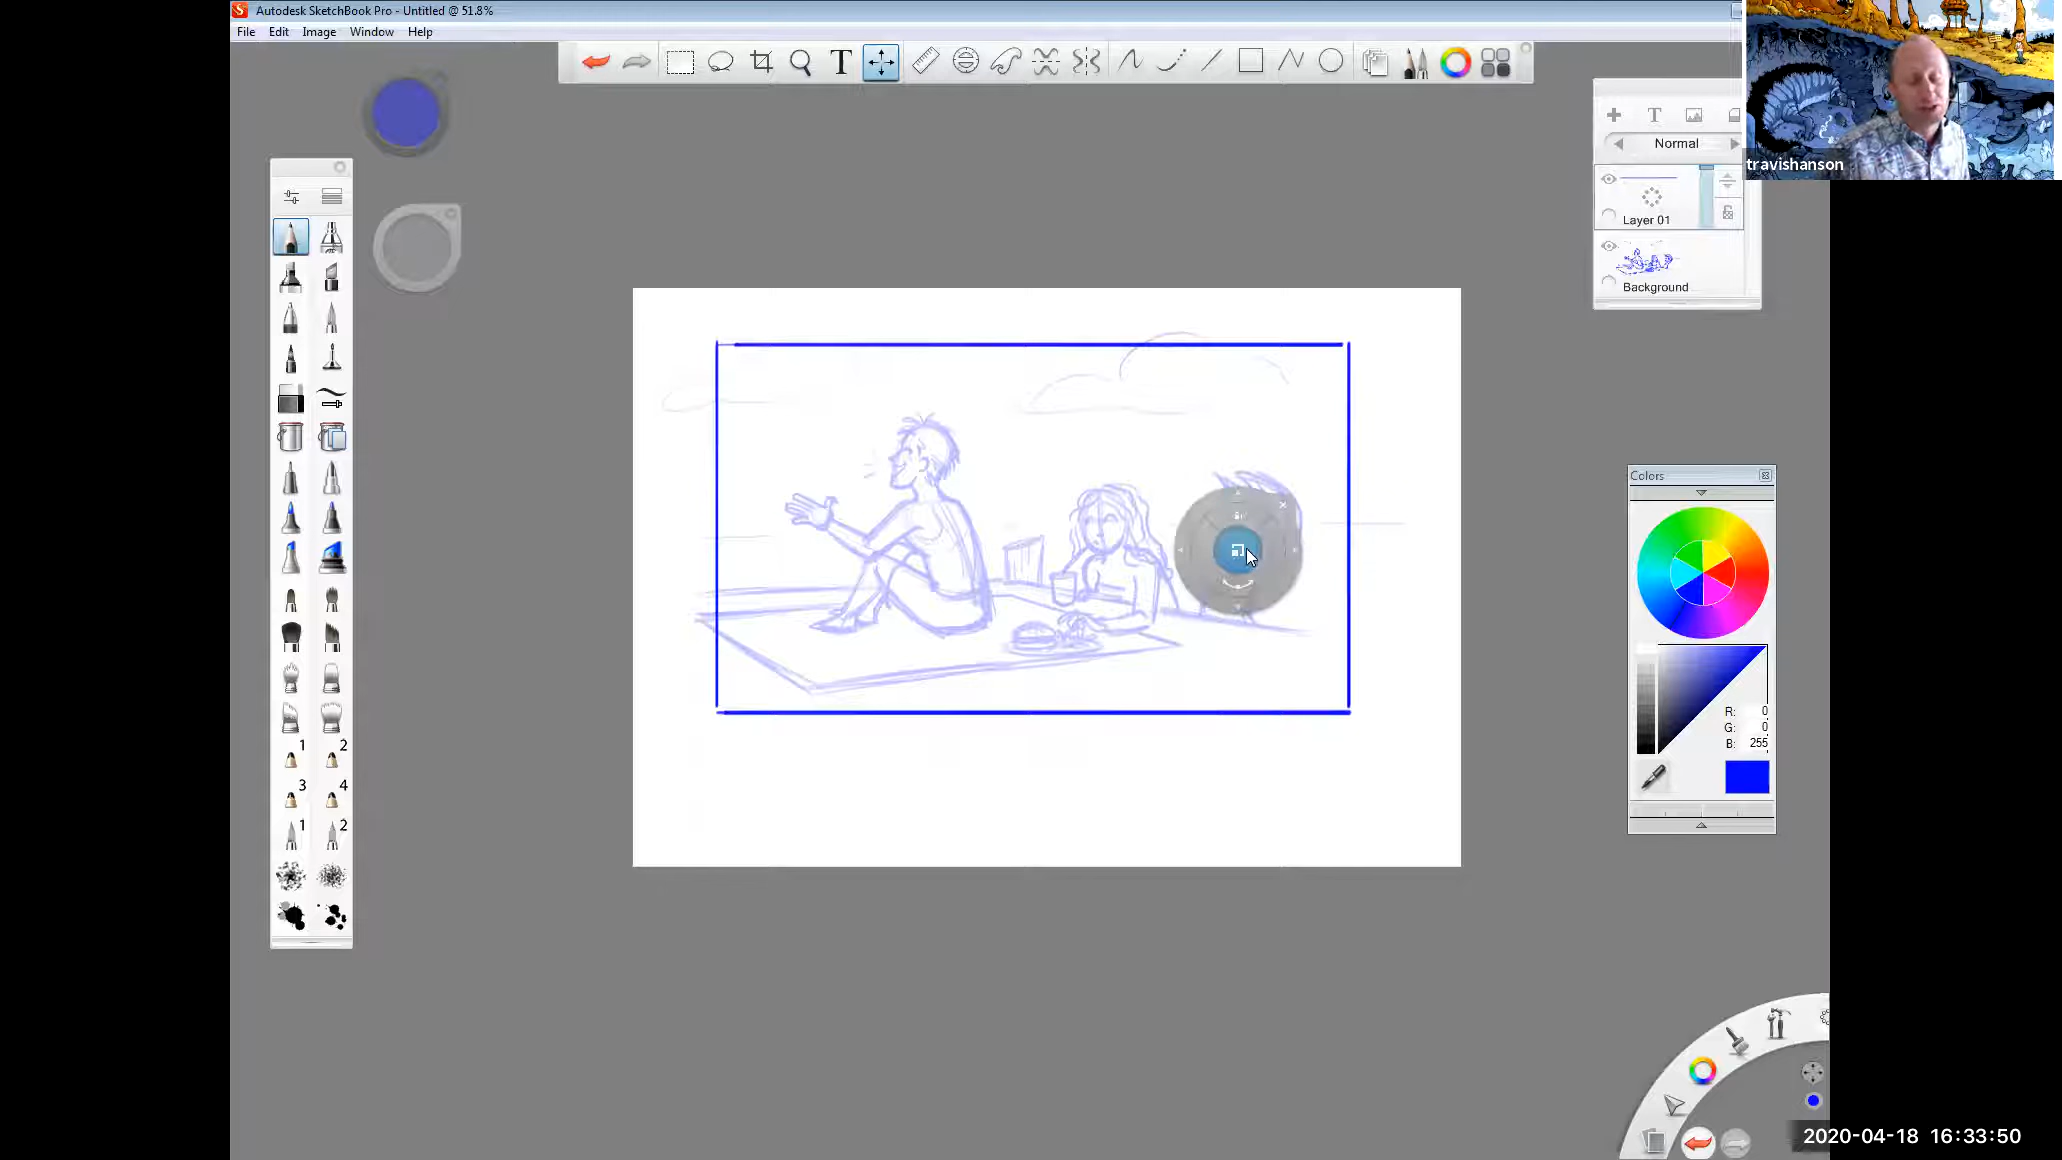 Autodesk SketchBook Pro - Untitled @ 51.8%
File Edit Image Window Help
T
T
Normal
travishanson
Layer 01
Background
Colors
R: 0
G: 0
B: 255
1 2
3 4
1 2
2020-04-18 16:33:50